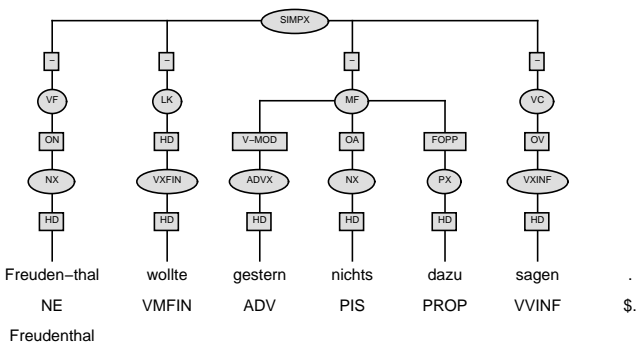 SIMPX
– – – –
VF LK MF VC
ON HD V–MOD OA FOPP OV
NX VXFIN ADVX NX PX VXINF
HD HD HD HD HD HD
Freuden–thal wollte gestern nichts dazu sagen .
NE VMFIN ADV PIS PROP VVINF $.
Freudenthal